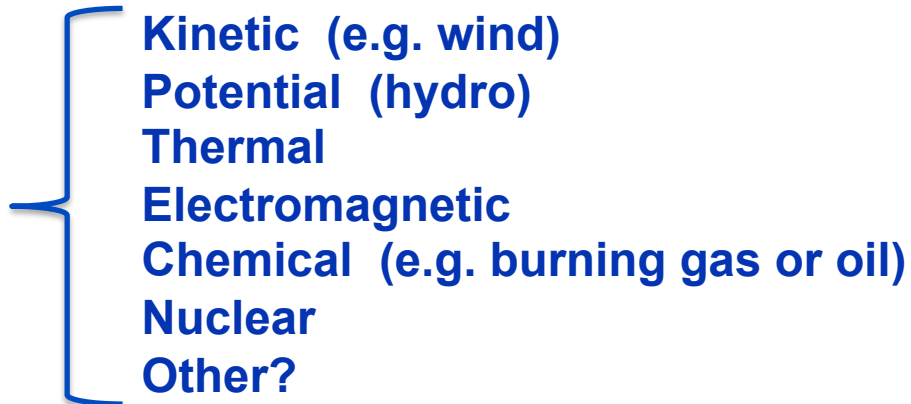 Kinetic (e.g. wind)
Potential (hydro)
Thermal
Electromagnetic
Chemical (e.g. burning gas or oil)
Nuclear
Other?